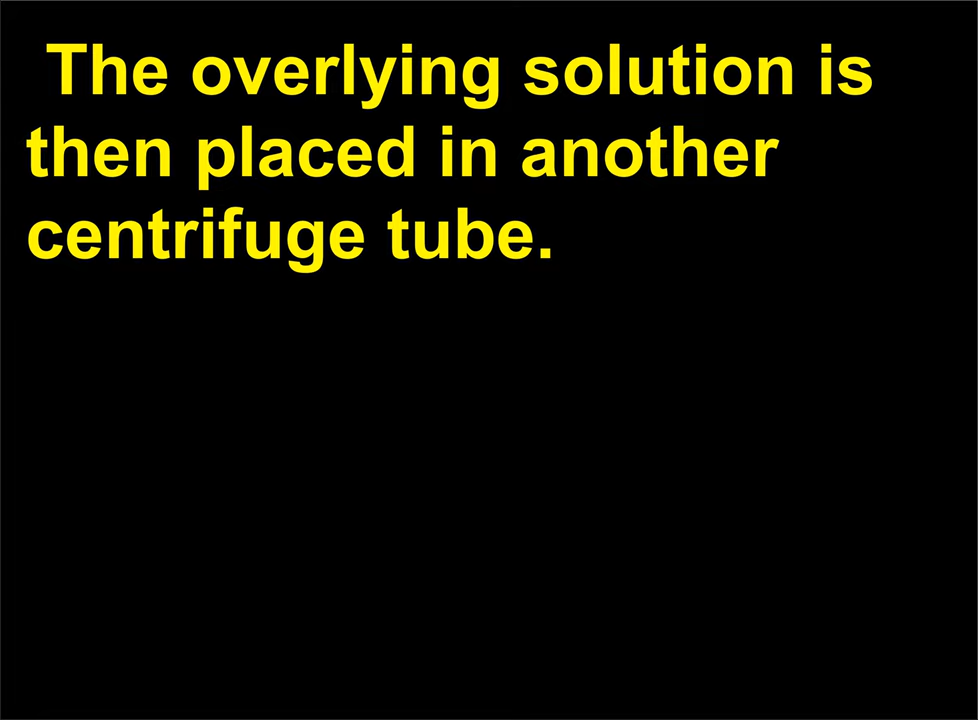 The overlying solution is
then placed in another
centrifuge tube.